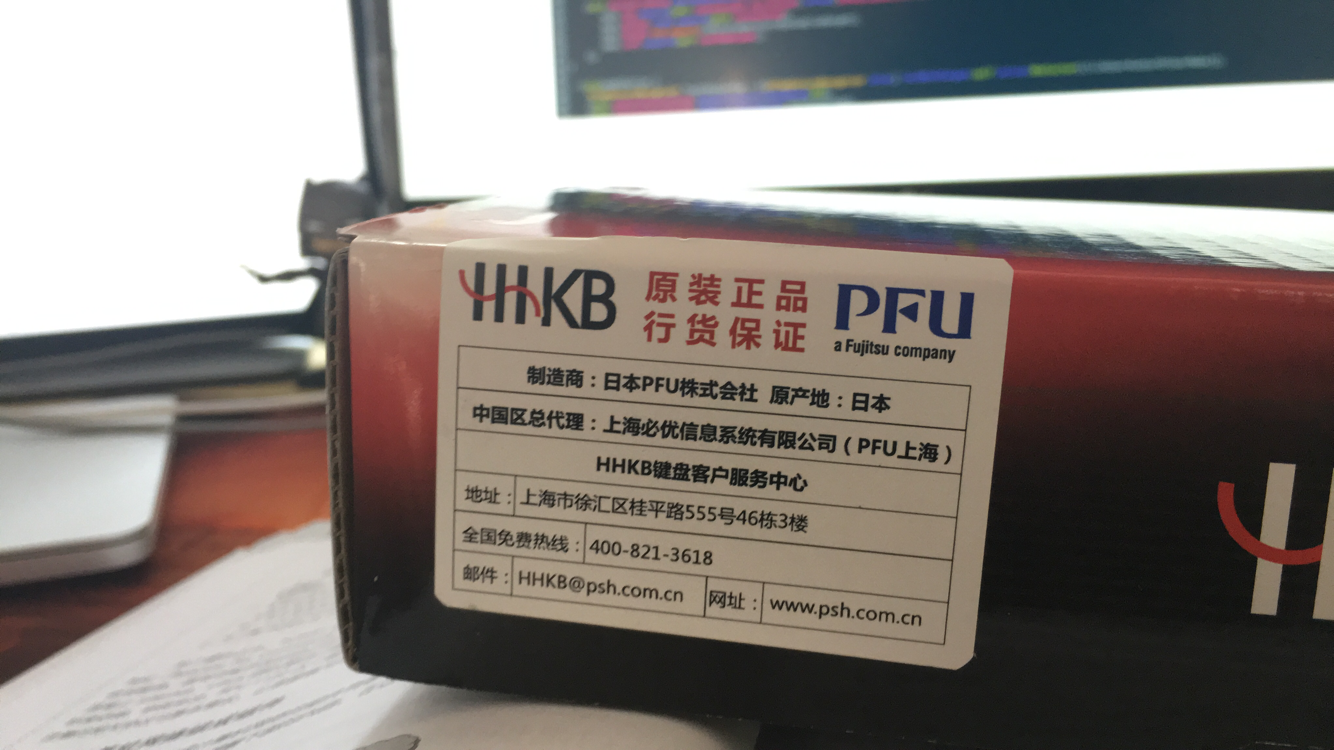 HHKB
原装正品
行货保证
PFU
a Fujitsu company
制造商：日本PFU株式会社 原产地：日本
中国区总代理：上海必优信息系统有限公司（PFU上海）
HHKB键盘客户服务中心
地址： 上海市徐汇区桂平路555号46栋3楼
全国免费热线： 400-821-3618
邮件： HHKB@psh.com.cn 网址： www.psh.com.cn